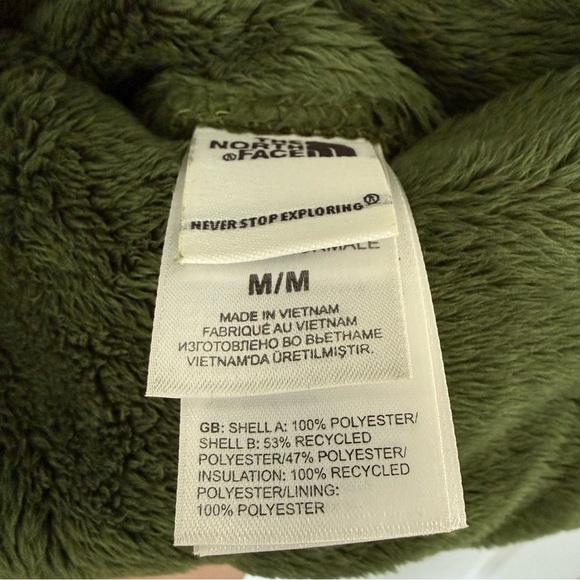 THE
NORTH
®FACE
NEVER STOP EXPLORING®
M/M
MADE IN VIETNAM
FABRIQUÉ AU VIETNAM
ИЗГОТОВЛЕНО ВО ВЬЕТНАМЕ
VIETNAM'DA ÜRETILMIŞTIR.
GB: SHELL A: 100% POLYESTER/
SHELL B: 53% RECYCLED
POLYESTER/47% POLYESTER/
INSULATION: 100% RECYCLED
POLYESTER/LINING:
100% POLYESTER